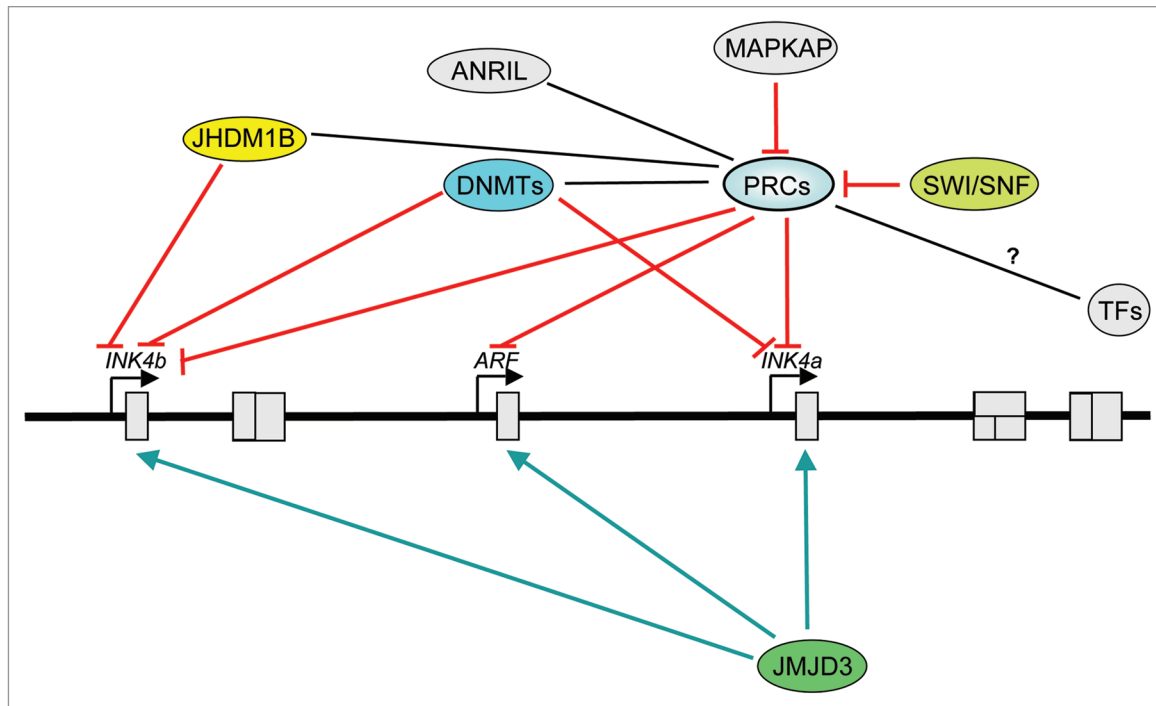 MAPKAP
ANRIL
JHDM1B
DNMTs
PRCs
SWI/SNF
?
TFs
INK4b
ARF
INK4a
JMJD3